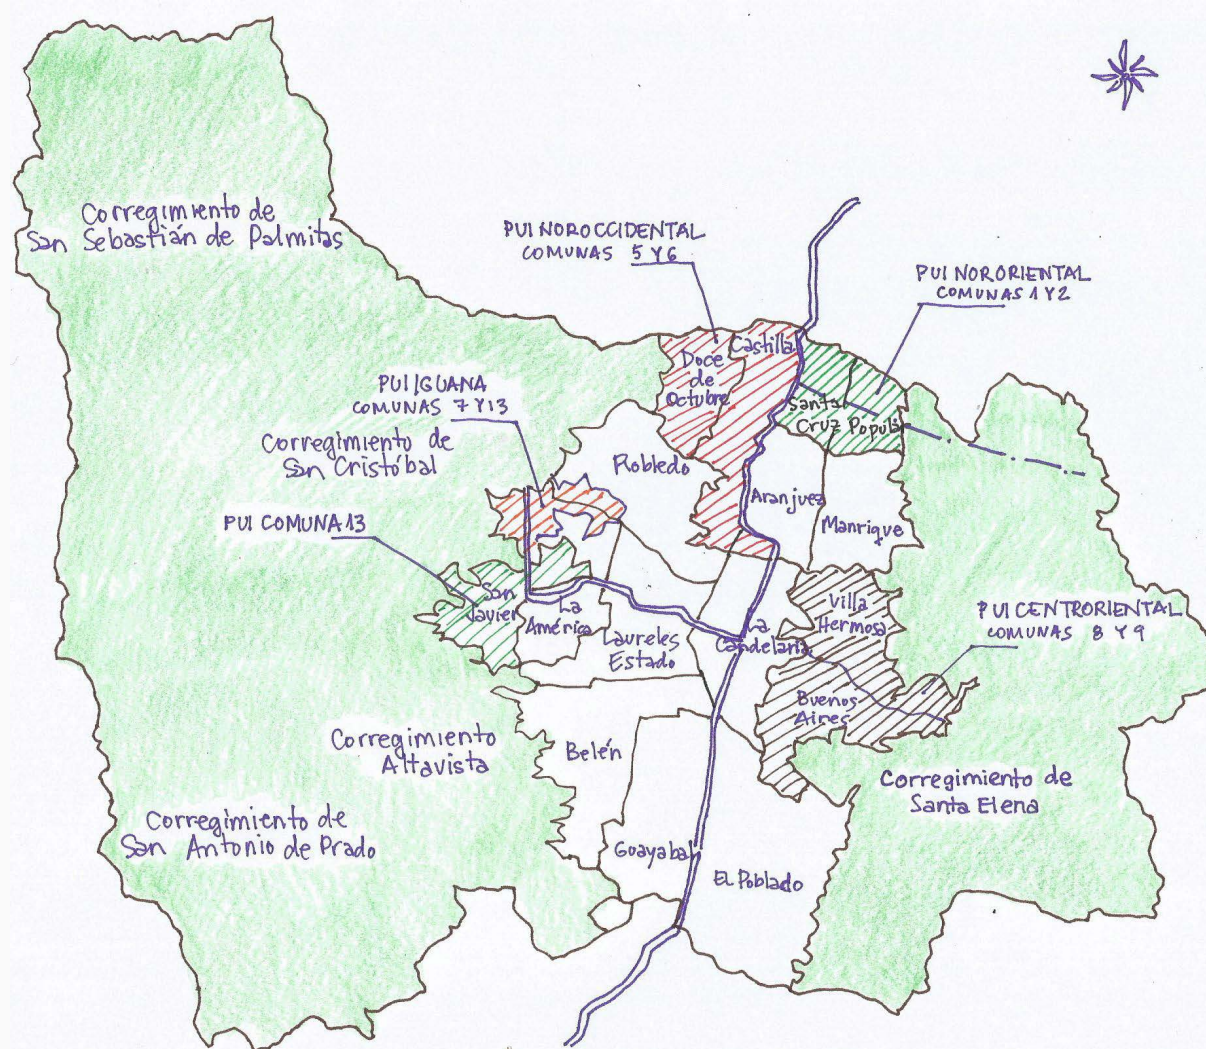 Corregimiento de
San Sebastián de Palmitas
PUI NOROCCIDENTAL
COMUNAS 5 Y 6
PUI NORORIENTAL
COMUNAS 1 Y 2
Doce
de
Octubre
Castilla
Santa
Cruz
Popula
PUI IGUANA
COMUNAS 7 Y 13
Corregimiento de
San Cristóbal
Robledo
Aranjuez
Manrique
PUI COMUNA 13
San
Javier
La
América
Laureles
Estado
La
Candelaria
Villa
Hermosa
PUI CENTRORIENTAL
COMUNAS 8 Y 9
Buenos
Aires
Corregimiento
Altavista
Belén
Corregimiento de
Santa Elena
Corregimiento de
San Antonio de Prado
Guayabal
El Poblado